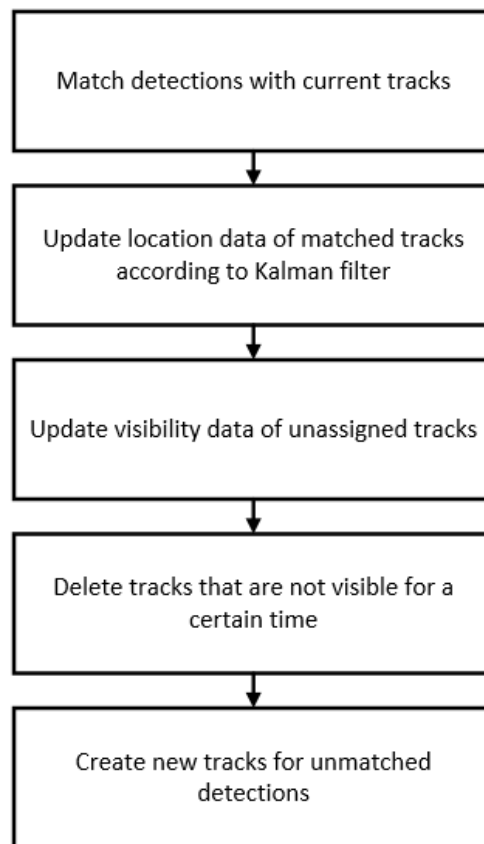 Match detections with current tracks
Update location data of matched tracks
according to Kalman filter
Update visibility data of unassigned tracks
Delete tracks that are not visible for a
certain time
Create new tracks for unmatched
detections